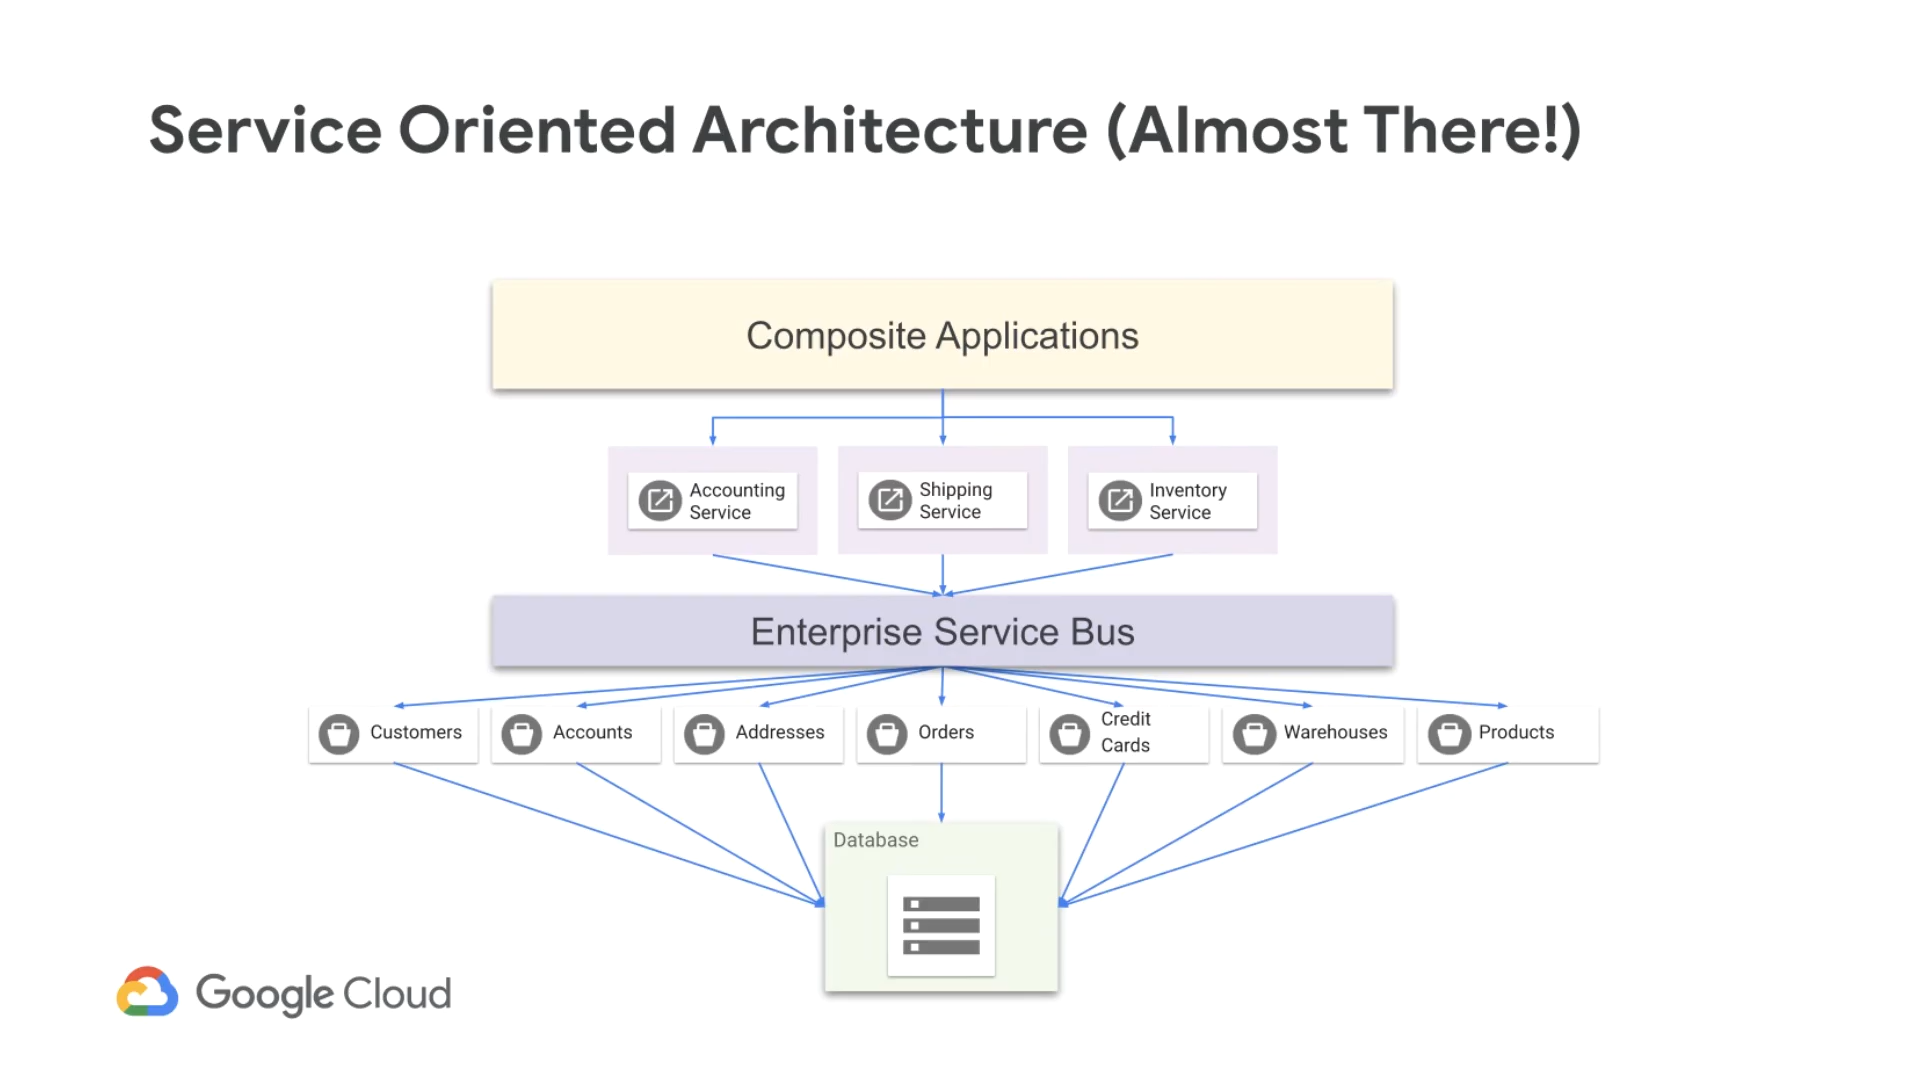 Service Oriented Architecture (Almost There!)
Composite Applications
Accounting
Service
Shipping
Service
Inventory
Service
Enterprise Service Bus
Customers
Accounts
Addresses
Orders
Credit
Cards
Warehouses
Products
Database
Google Cloud